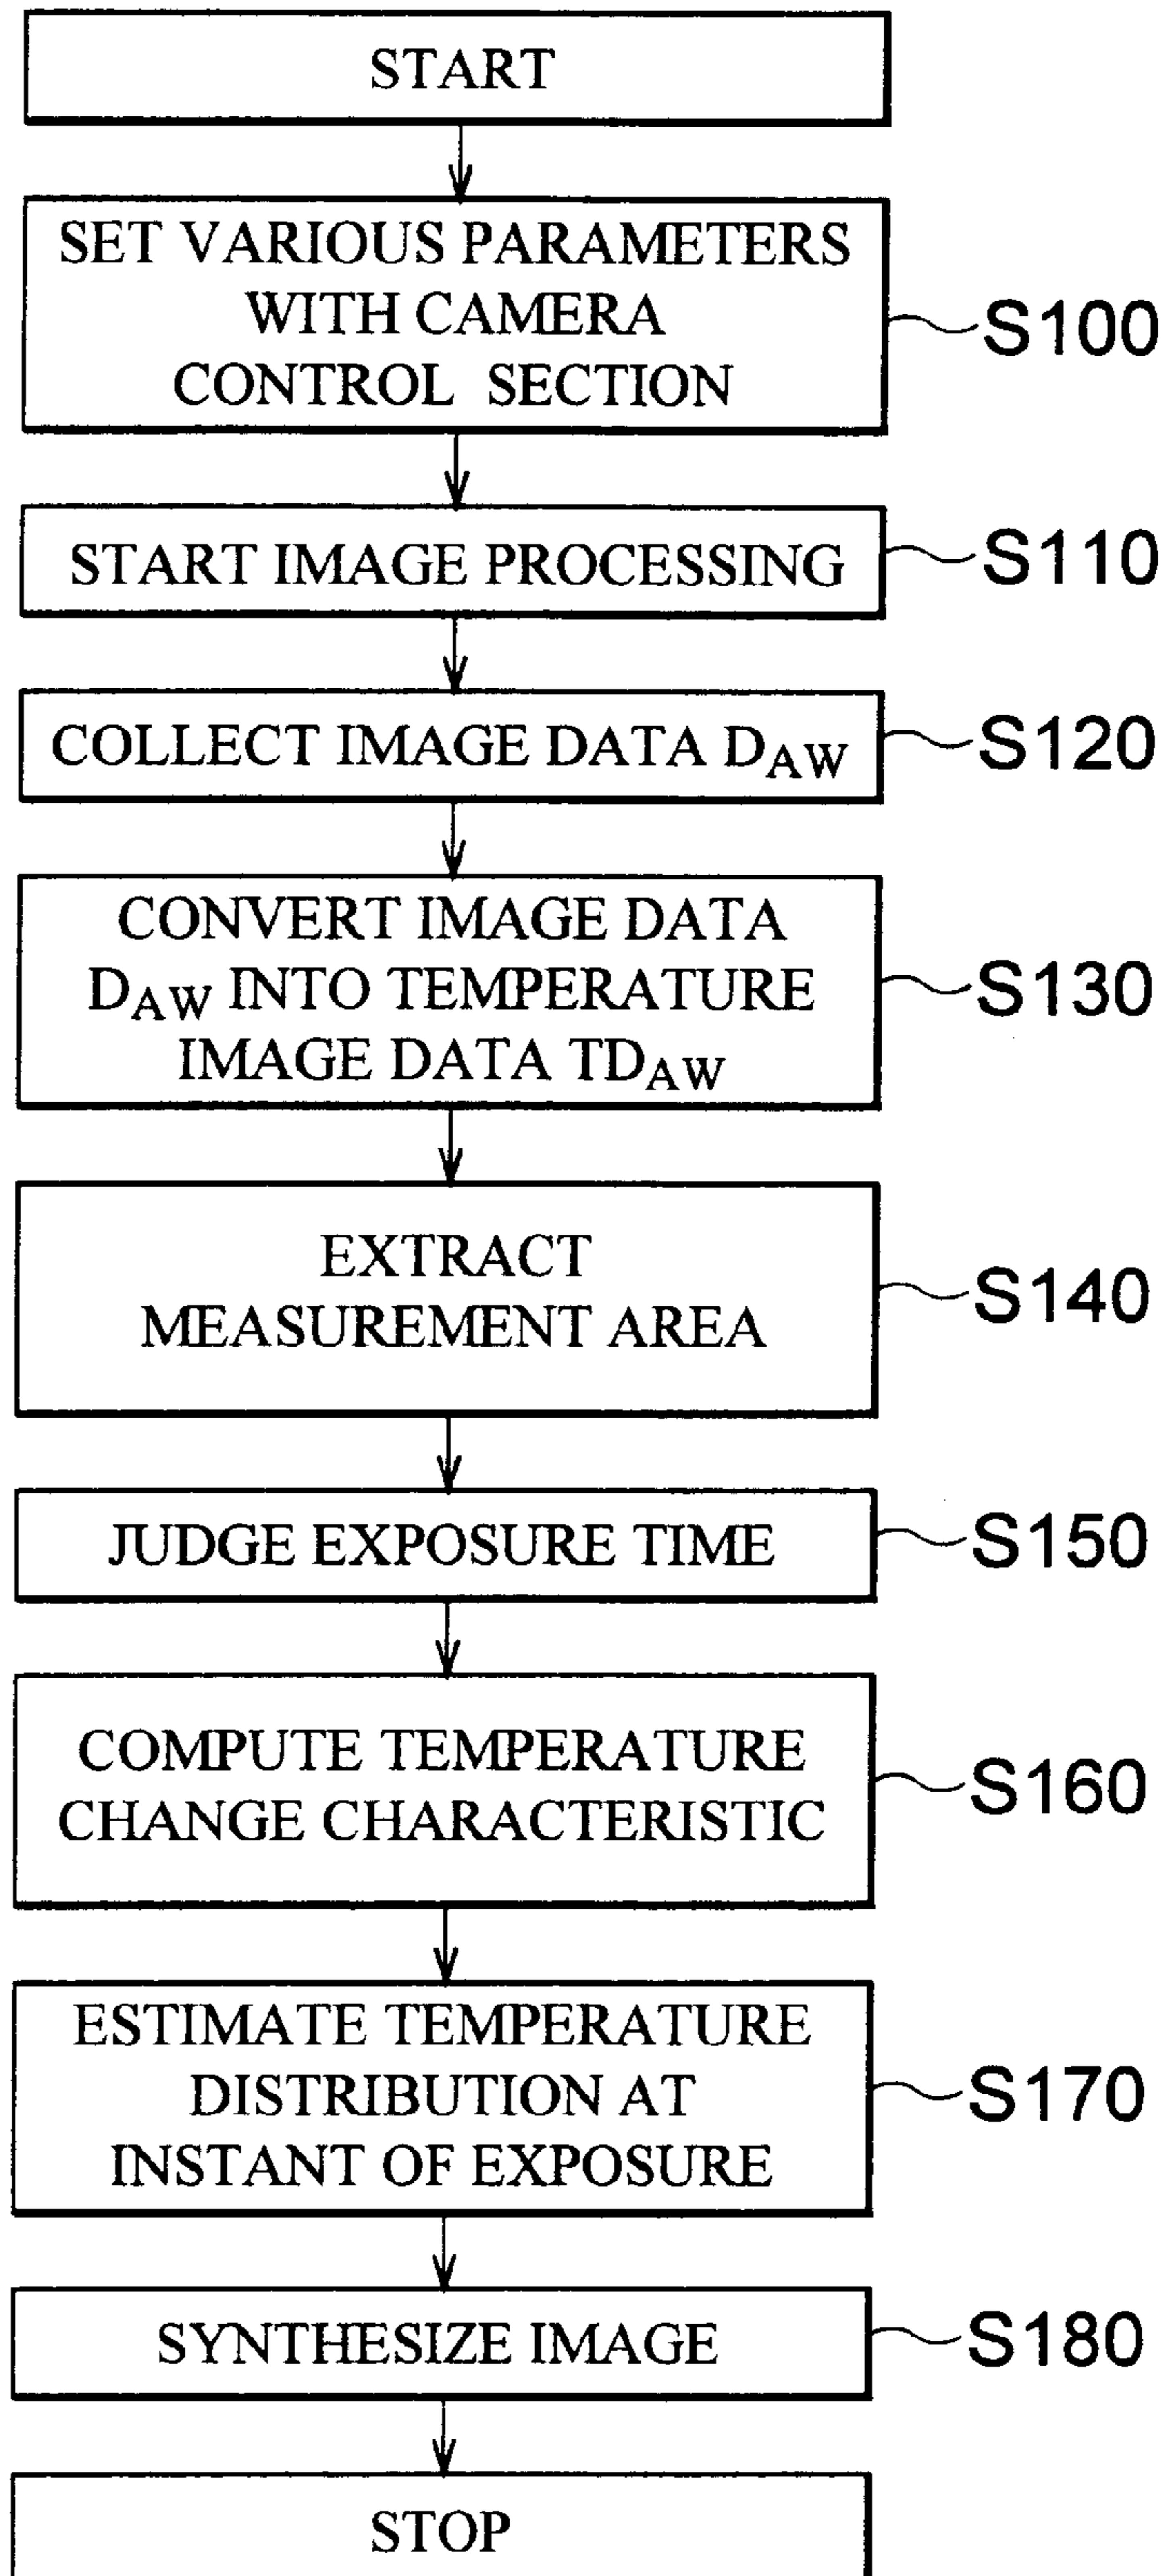 START
SET VARIOUS PARAMETERS
WITH CAMERA
CONTROL SECTION
S100
START IMAGE PROCESSING
S110
COLLECT IMAGE DATA DAW
S120
CONVERT IMAGE DATA
DAW INTO TEMPERATURE
IMAGE DATA TDAW
S130
EXTRACT
MEASUREMENT AREA
S140
JUDGE EXPOSURE TIME
S150
COMPUTE TEMPERATURE
CHANGE CHARACTERISTIC
S160
ESTIMATE TEMPERATURE
DISTRIBUTION AT
INSTANT OF EXPOSURE
S170
SYNTHESIZE IMAGE
S180
STOP